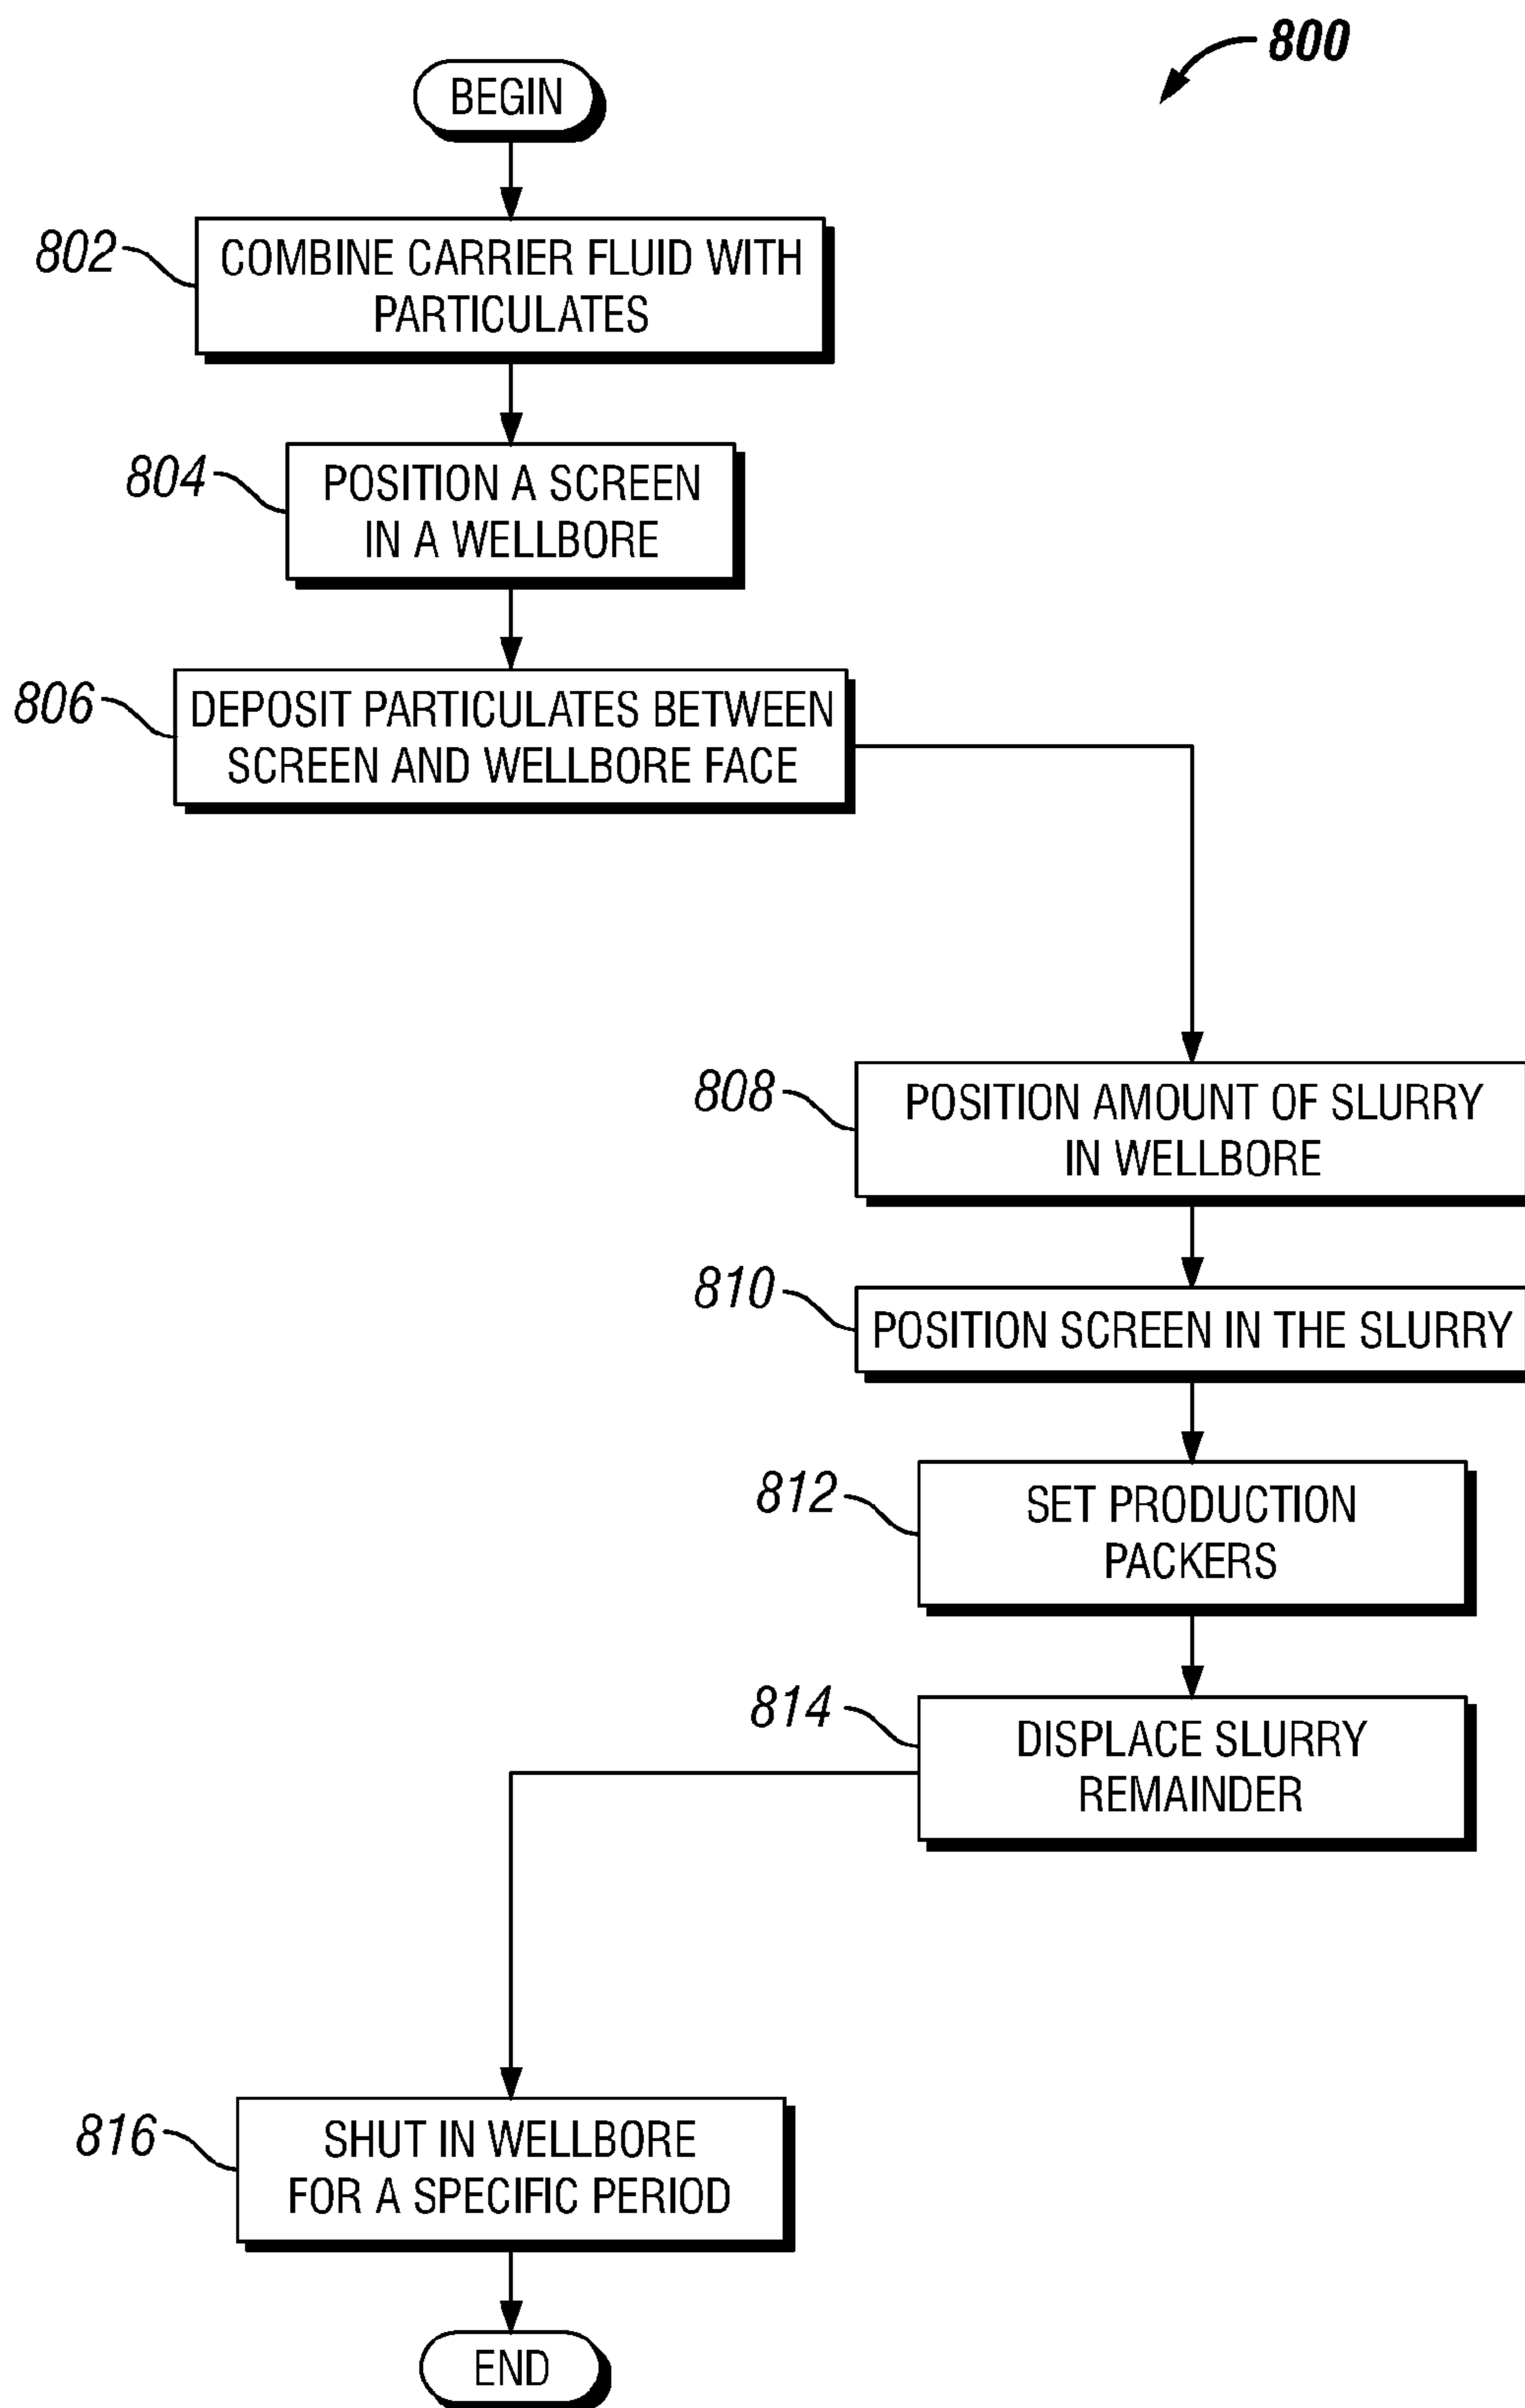 800
BEGIN
802
COMBINE CARRIER FLUID WITH
PARTICULATES
804
POSITION A SCREEN
IN A WELLBORE
806
DEPOSIT PARTICULATES BETWEEN
SCREEN AND WELLBORE FACE
808
POSITION AMOUNT OF SLURRY
IN WELLBORE
810
POSITION SCREEN IN THE SLURRY
812
SET PRODUCTION
PACKERS
814
DISPLACE SLURRY
REMAINDER
816
SHUT IN WELLBORE
FOR A SPECIFIC PERIOD
END